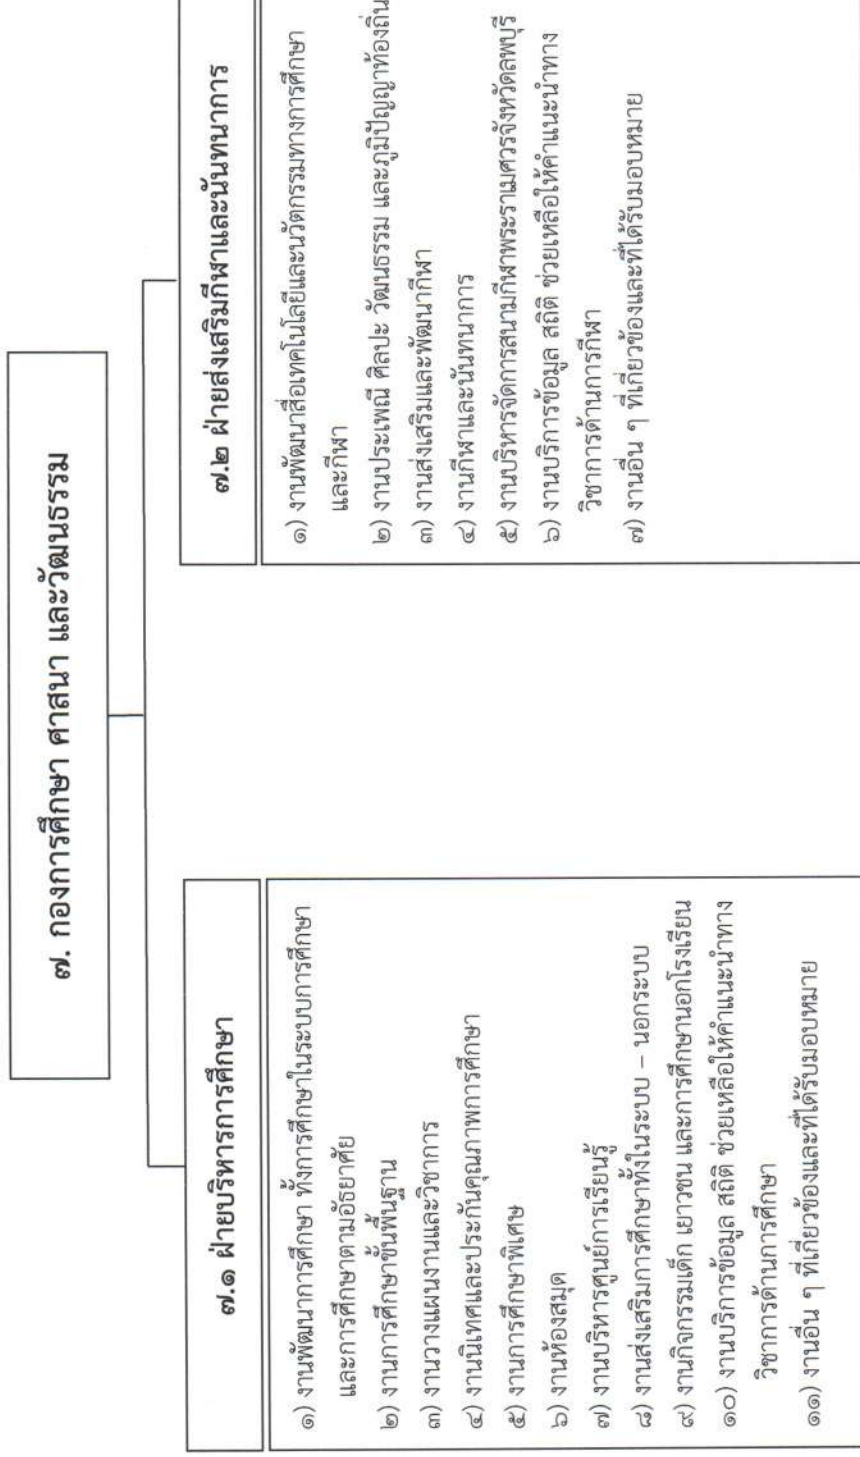 ๗. กองการศึกษา ศาสนา และวัฒนธรรม
๗.๑ ฝ่ายบริหารการศึกษา
๑) งานพัฒนาการศึกษา ทั้งการศึกษาในระบบการศึกษา
และการศึกษาตามอัธยาศัย
๒) งานการศึกษาขั้นพื้นฐาน
๓) งานวางแผนงานและวิชาการ
๔) งานนิเทศและประกันคุณภาพการศึกษา
๕) งานการศึกษาพิเศษ
๖) งานห้องสมุด
๗) งานบริหารศูนย์การเรียนรู้
๘) งานส่งเสริมการศึกษาทั้งในระบบ – นอกระบบ
๙) งานกิจกรรมเด็ก เยาวชน และการศึกษานอกโรงเรียน
๑๐) งานบริการข้อมูล สถิติ ช่วยเหลือให้คำแนะนำทาง
วิชาการด้านการศึกษา
๑๑) งานอื่น ๆ ที่เกี่ยวข้องและที่ได้รับมอบหมาย
๗.๒ ฝ่ายส่งเสริมกีฬาและนันทนาการ
๑) งานพัฒนาสื่อเทคโนโลยีและนวัตกรรมทางการศึกษา
และกีฬา
๒) งานประเพณี ศิลปะ วัฒนธรรม และภูมิปัญญาท้องถิ่น
๓) งานส่งเสริมและพัฒนากีฬา
๔) งานกีฬาและนันทนาการ
๕) งานบริหารจัดการสนามกีฬาพระราเมศวรจังหวัดลพบุรี
๖) งานบริการข้อมูล สถิติ ช่วยเหลือให้คำแนะนำทาง
วิชาการด้านการกีฬา
๗) งานอื่น ๆ ที่เกี่ยวข้องและที่ได้รับมอบหมาย